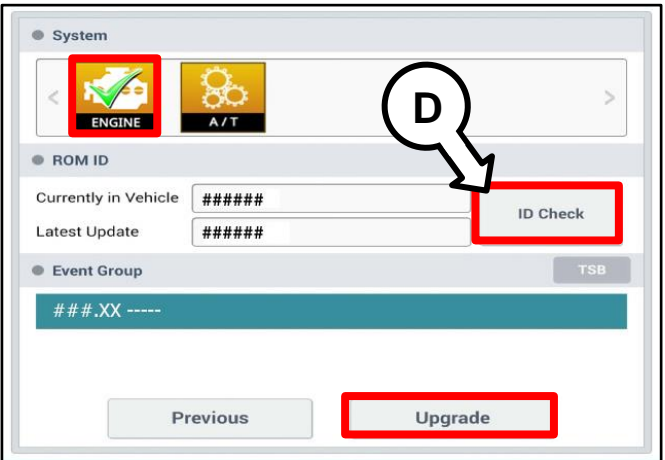 System
<
ENGINE
A/T
D
>
ROM ID
Currently in Vehicle ######
ID Check
Latest Update ######
Event Group TSB
###.XX -----
Previous Upgrade